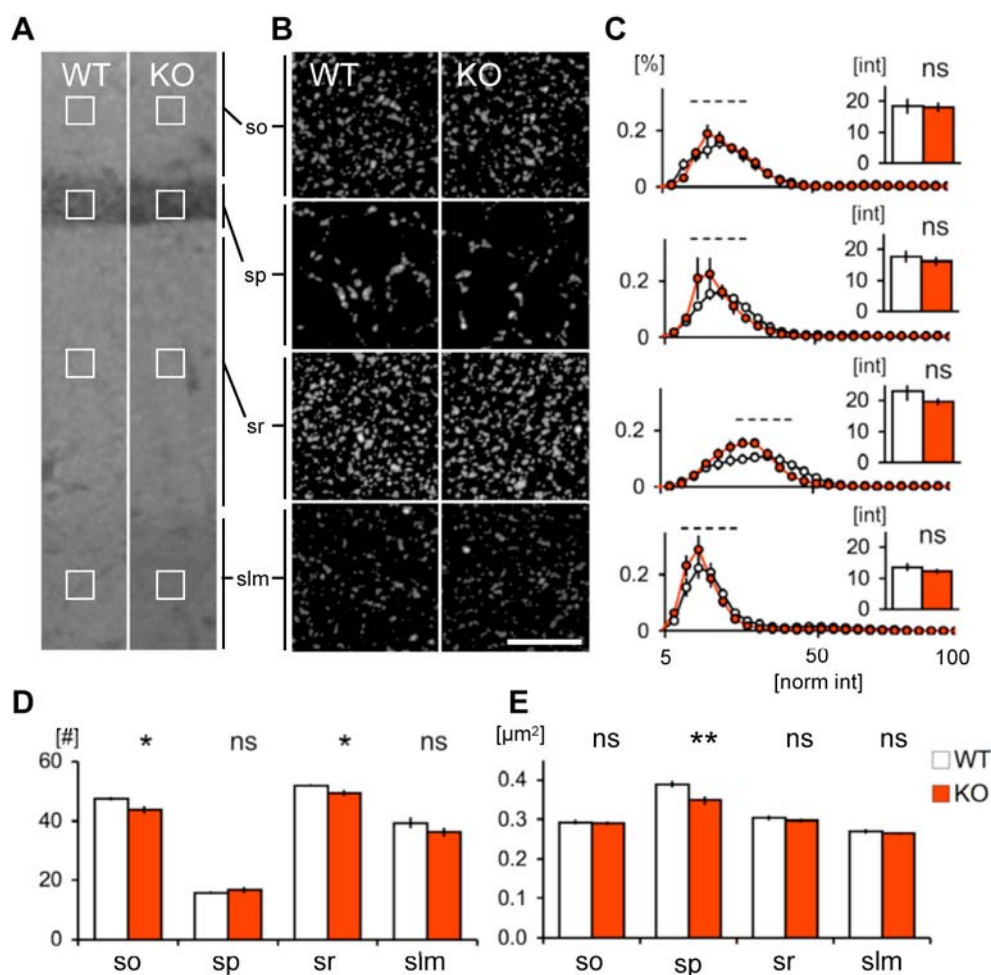 A
B
C
WT KO
WT KO
so
sp
sr
slm
[%]
0.2
0
[int]
ns
20
10
0
0.2
0
[int]
ns
20
10
0
0.2
0
[int]
ns
20
10
0
0.2
0
[int]
ns
20
10
0
5 50 100
[norm int]
D
[#]
* ns * ns
60
40
20
0
so sp sr slm
E
[µm²]
ns ** ns ns
0.4
0.3
0.2
0.1
0.0
so sp sr slm
WT
KO